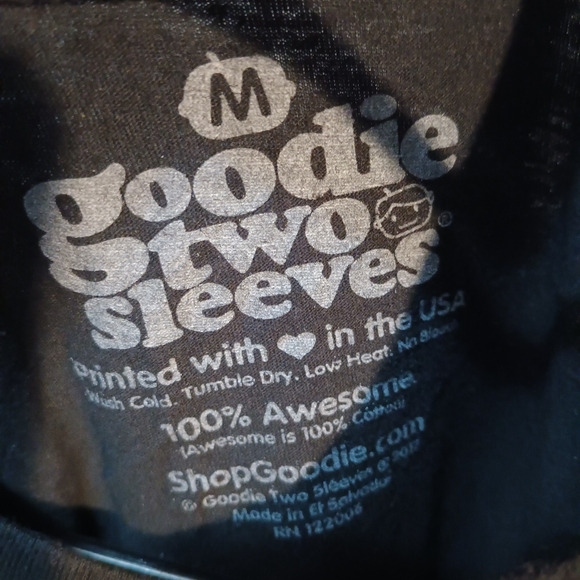 M
goodie
two
sleeves®
Printed with ♥ in the USA
Wash Cold. Tumble Dry. Low Heat. No Bleach
100% Awesome
(Awesome is 100% Cotton)
ShopGoodie.com
© Goodie Two Sleeves ® 2017
Made in El Salvador
RN 122006